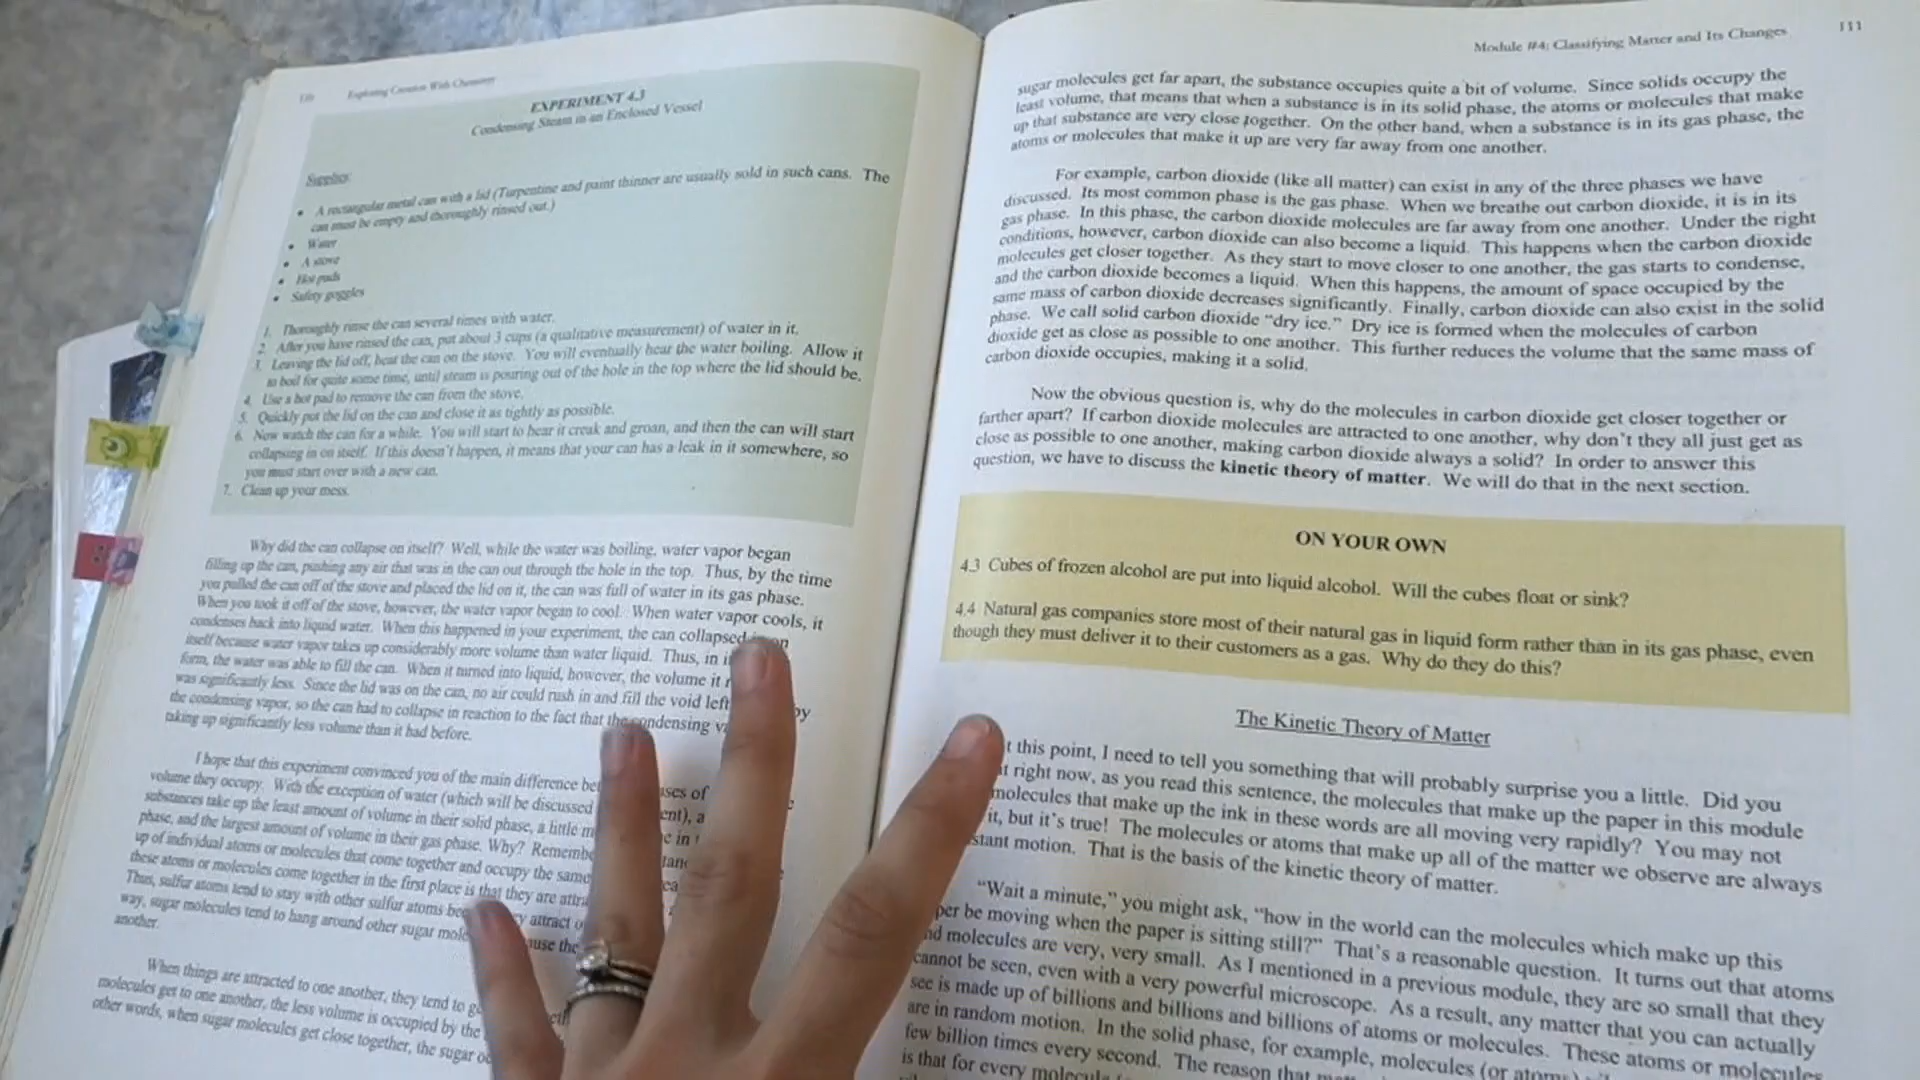 110 Exploring Creation With Chemistry
EXPERIMENT 4.3
Condensing Steam in an Enclosed Vessel
Supplies:
• A rectangular metal can with a lid (Turpentine and paint thinner are usually sold in such cans. The
can must be empty and thoroughly rinsed out.)
• Water
• A stove
• Hot pads
• Safety goggles
1. Thoroughly rinse the can several times with water.
2. After you have rinsed the can, put about 3 cups (a qualitative measurement) of water in it.
3. Leaving the lid off, heat the can on the stove. You will eventually hear the water boiling. Allow it
to boil for quite some time, until steam is pouring out of the hole in the top where the lid should be.
4. Use a hot pad to remove the can from the stove.
5. Quickly put the lid on the can and close it as tightly as possible.
6. Now watch the can for a while. You will start to hear it creak and groan, and then the can will start
collapsing in on itself. If this doesn't happen, it means that your can has a leak in it somewhere, so
you must start over with a new can.
7. Clean up your mess.
Why did the can collapse on itself? Well, while the water was boiling, water vapor began
filling up the can, pushing any air that was in the can out through the hole in the top. Thus, by the time
you pulled the can off of the stove and placed the lid on it, the can was full of water in its gas phase.
When you took it off of the stove, however, the water vapor began to cool. When water vapor cools, it
condenses back into liquid water. When this happened in your experiment, the can collapsed in on
itself because water vapor takes up considerably more volume than water liquid. Thus, in
form, the water was able to fill the can. When it turned into liquid, however, the volume it
was significantly less. Since the lid was on the can, no air could rush in and fill the void left by
the condensing vapor, so the can had to collapse in reaction to the fact that the condensing
taking up significantly less volume than it had before.
I hope that this experiment convinced you of the main difference of
volume they occupy. With the exception of water (which will be discussed
substances take up the least amount of volume in their solid phase, a little in
phase, and the largest amount of volume in their gas phase. Why?
up of individual atoms or molecules that come together and occupy the same
these atoms or molecules come together in the first place is that they are
Thus, sulfur atoms tend to stay with other sulfur atoms attract
way, sugar molecules tend to hang around other sugar the
another.
When things are attracted to one another, they tend to
molecules get to one another, the less volume is occupied by the
other words, when sugar molecules get close together, the sugar
Module #4: Classifying Matter and Its Changes 111
sugar molecules get far apart, the substance occupies quite a bit of volume. Since solids occupy the
least volume, that means that when a substance is in its solid phase, the atoms or molecules that make
up that substance are very close together. On the other hand, when a substance is in its gas phase, the
atoms or molecules that make it up are very far away from one another.
For example, carbon dioxide (like all matter) can exist in any of the three phases we have
discussed. Its most common phase is the gas phase. When we breathe out carbon dioxide, it is in its
gas phase. In this phase, the carbon dioxide molecules are far away from one another. Under the right
conditions, however, carbon dioxide can also become a liquid. This happens when the carbon dioxide
molecules get closer together. As they start to move closer to one another, the gas starts to condense,
and the carbon dioxide becomes a liquid. When this happens, the amount of space occupied by the
same mass of carbon dioxide decreases significantly. Finally, carbon dioxide can also exist in the solid
phase. We call solid carbon dioxide "dry ice." Dry ice is formed when the molecules of carbon
dioxide get as close as possible to one another. This further reduces the volume that the same mass of
carbon dioxide occupies, making it a solid.
Now the obvious question is, why do the molecules in carbon dioxide get closer together or
farther apart? If carbon dioxide molecules are attracted to one another, why don't they all just get as
close as possible to one another, making carbon dioxide always a solid? In order to answer this
question, we have to discuss the kinetic theory of matter. We will do that in the next section.
ON YOUR OWN
4.3 Cubes of frozen alcohol are put into liquid alcohol. Will the cubes float or sink?
4.4 Natural gas companies store most of their natural gas in liquid form rather than in its gas phase, even
though they must deliver it to their customers as a gas. Why do they do this?
The Kinetic Theory of Matter
this point, I need to tell you something that will probably surprise you a little. Did you
right now, as you read this sentence, the molecules that make up the paper in this module
molecules that make up the ink in these words are all moving very rapidly? You may not
it, but it's true! The molecules or atoms that make up all of the matter we observe are always
motion. That is the basis of the kinetic theory of matter.
"Wait a minute," you might ask, "how in the world can the molecules which make up this
be moving when the paper is sitting still?" That's a reasonable question. It turns out that atoms
and molecules are very, very small. As I mentioned in a previous module, they are so small that they
cannot be seen, even with a very powerful microscope. As a result, any matter that you can actually
see is made up of billions and billions and billions of atoms or molecules. These atoms or molecules
are in random motion. In the solid phase, for example, molecules (or atoms)
few billion times every second. The reason that
is that for every